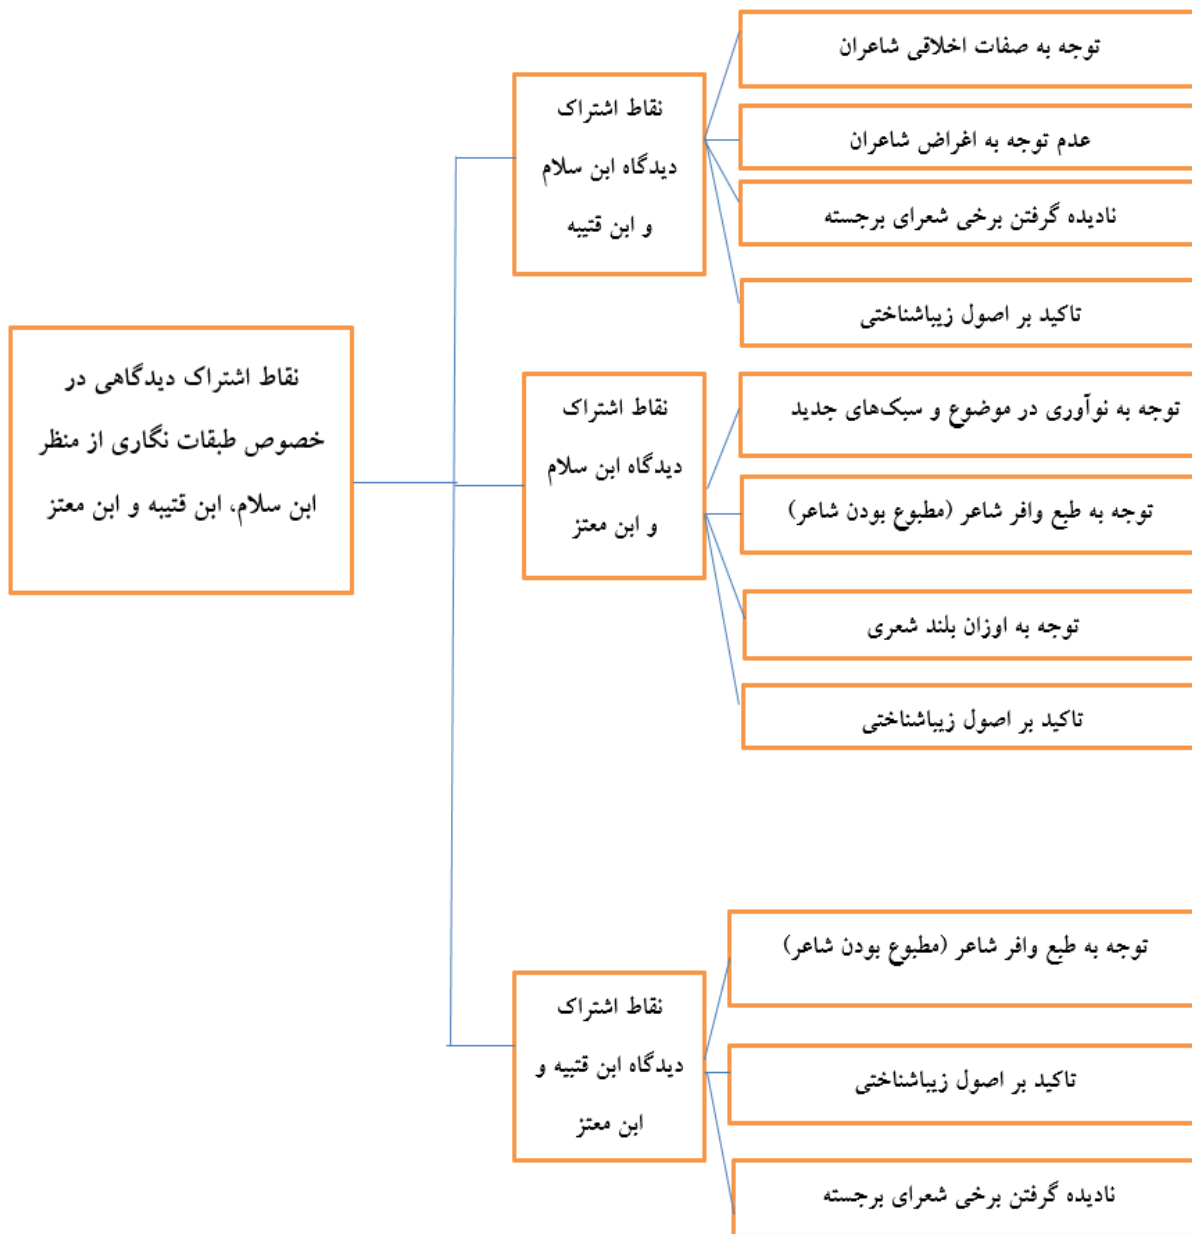 نقاط اشتراک دیدگاهی در
خصوص طبقات نگاری از منظر
ابن سلام، ابن قتیبه و ابن معتز
نقاط اشتراک
دیدگاه ابن سلام
و ابن قتیبه
توجه به صفات اخلاقی شاعران
عدم توجه به اغراض شاعران
نادیده گرفتن برخی شعرای برجسته
تاکید بر اصول زیباشناختی
نقاط اشتراک
دیدگاه ابن سلام
و ابن معتز
توجه به نوآوری در موضوع و سبک‌های جدید
توجه به طبع وافر شاعر (مطبوع بودن شاعر)
توجه به اوزان بلند شعری
تاکید بر اصول زیباشناختی
نقاط اشتراک
دیدگاه ابن قتبیه و
ابن معتز
توجه به طبع وافر شاعر (مطبوع بودن شاعر)
تاکید بر اصول زیباشناختی
نادیده گرفتن برخی شعرای برجسته